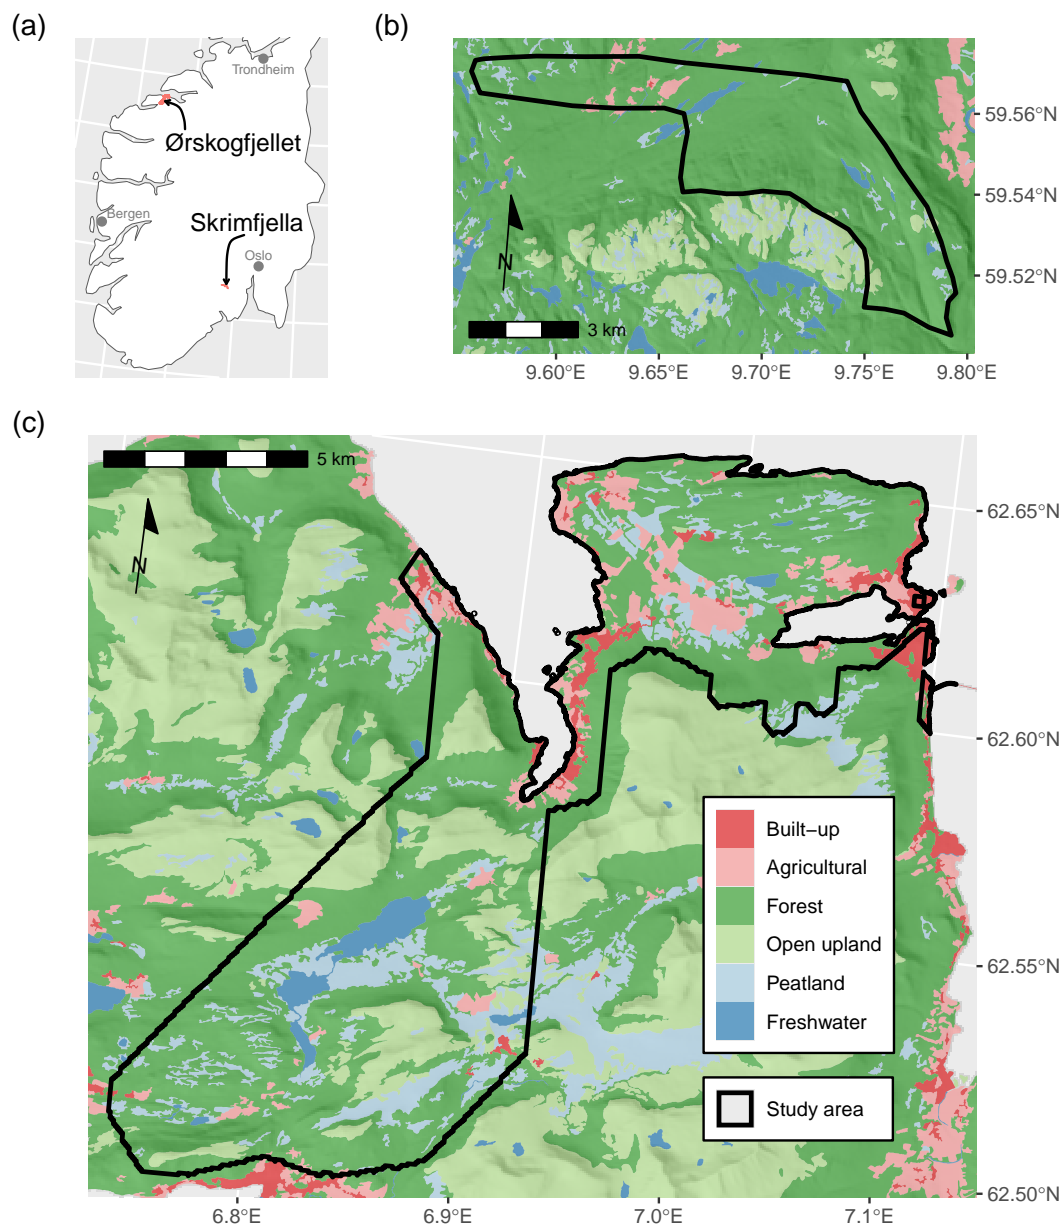 (a)
Trondheim
Ørskogfjellet
Bergen
Skrimfjella
Oslo
(b)
N
3 km
59.56°N
59.54°N
59.52°N
9.60°E
9.65°E
9.70°E
9.75°E
9.80°E
(c)
5 km
N
62.65°N
62.60°N
62.55°N
62.50°N
Built−up
Agricultural
Forest
Open upland
Peatland
Freshwater
Study area
6.8°E
6.9°E
7.0°E
7.1°E